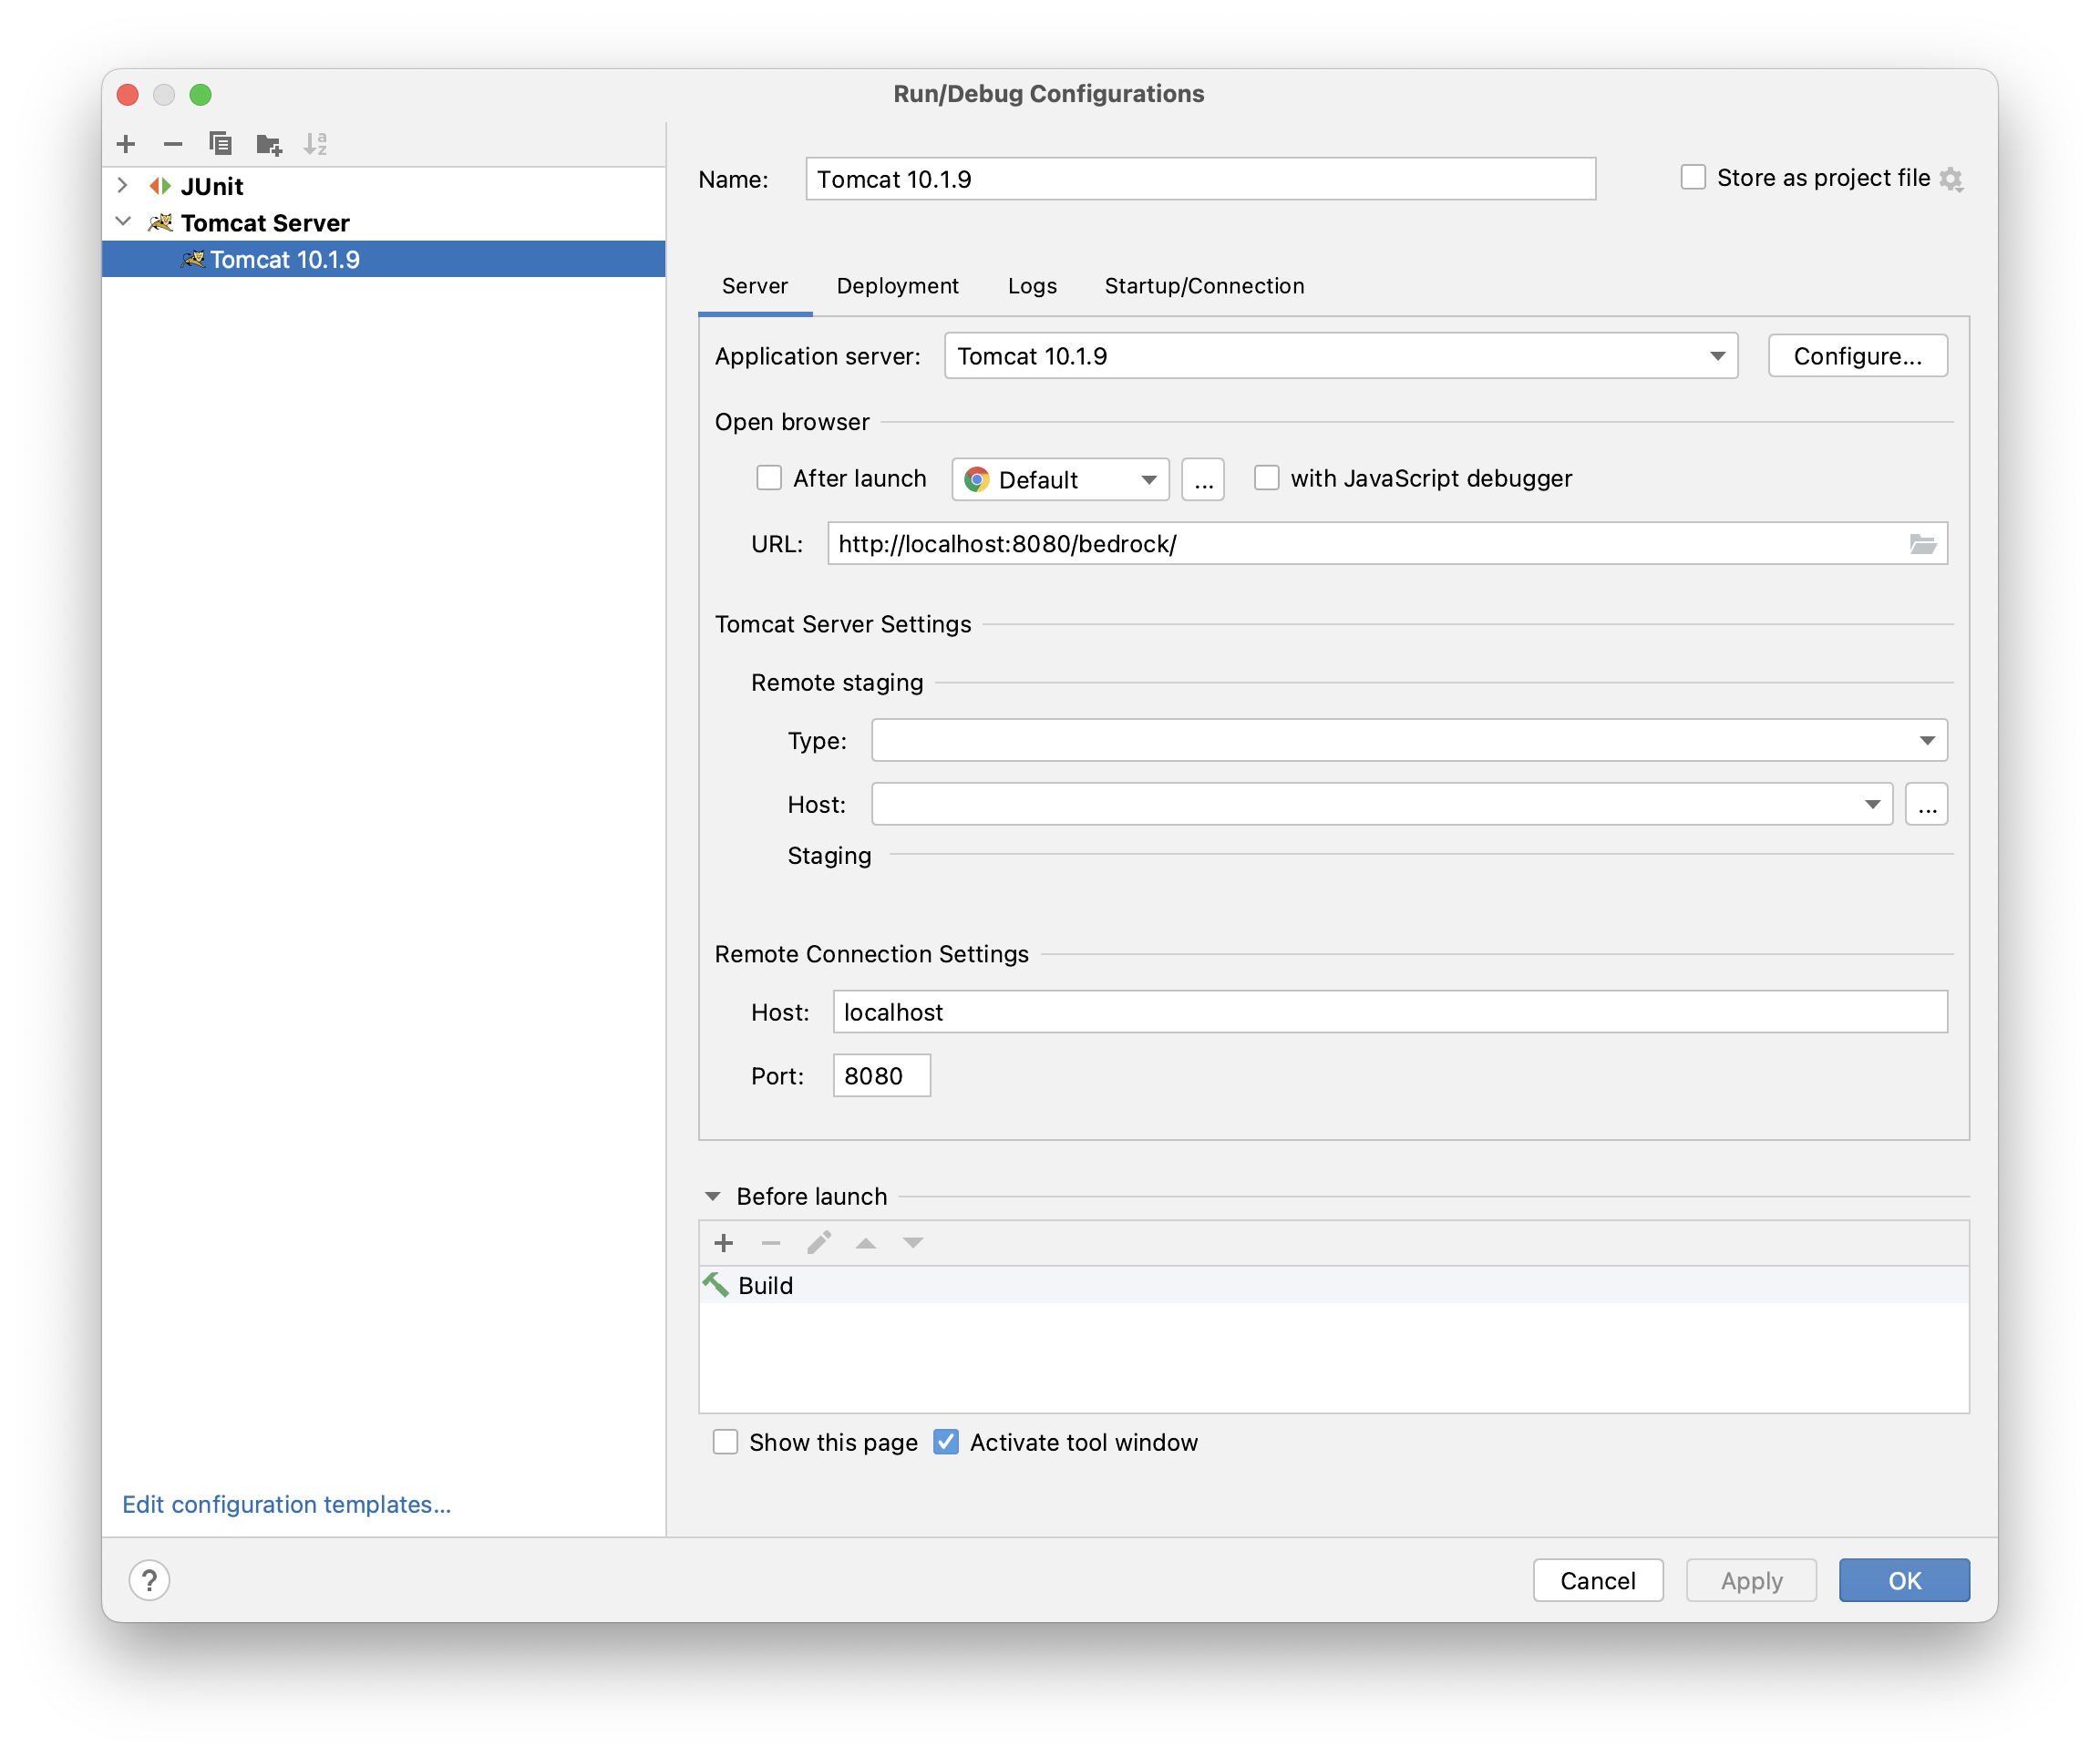 Run/Debug Configurations
JUnit
Tomcat Server
Tomcat 10.1.9
Edit configuration templates...
Name: Tomcat 10.1.9 Store as project file
Server Deployment Logs Startup/Connection
Application server: Tomcat 10.1.9 Configure...
Open browser
After launch Default ... with JavaScript debugger
URL: http://localhost:8080/bedrock/
Tomcat Server Settings
Remote staging
Type:
Host: ...
Staging
Remote Connection Settings
Host: localhost
Port: 8080
Before launch
Build
Show this page Activate tool window
? Cancel Apply OK